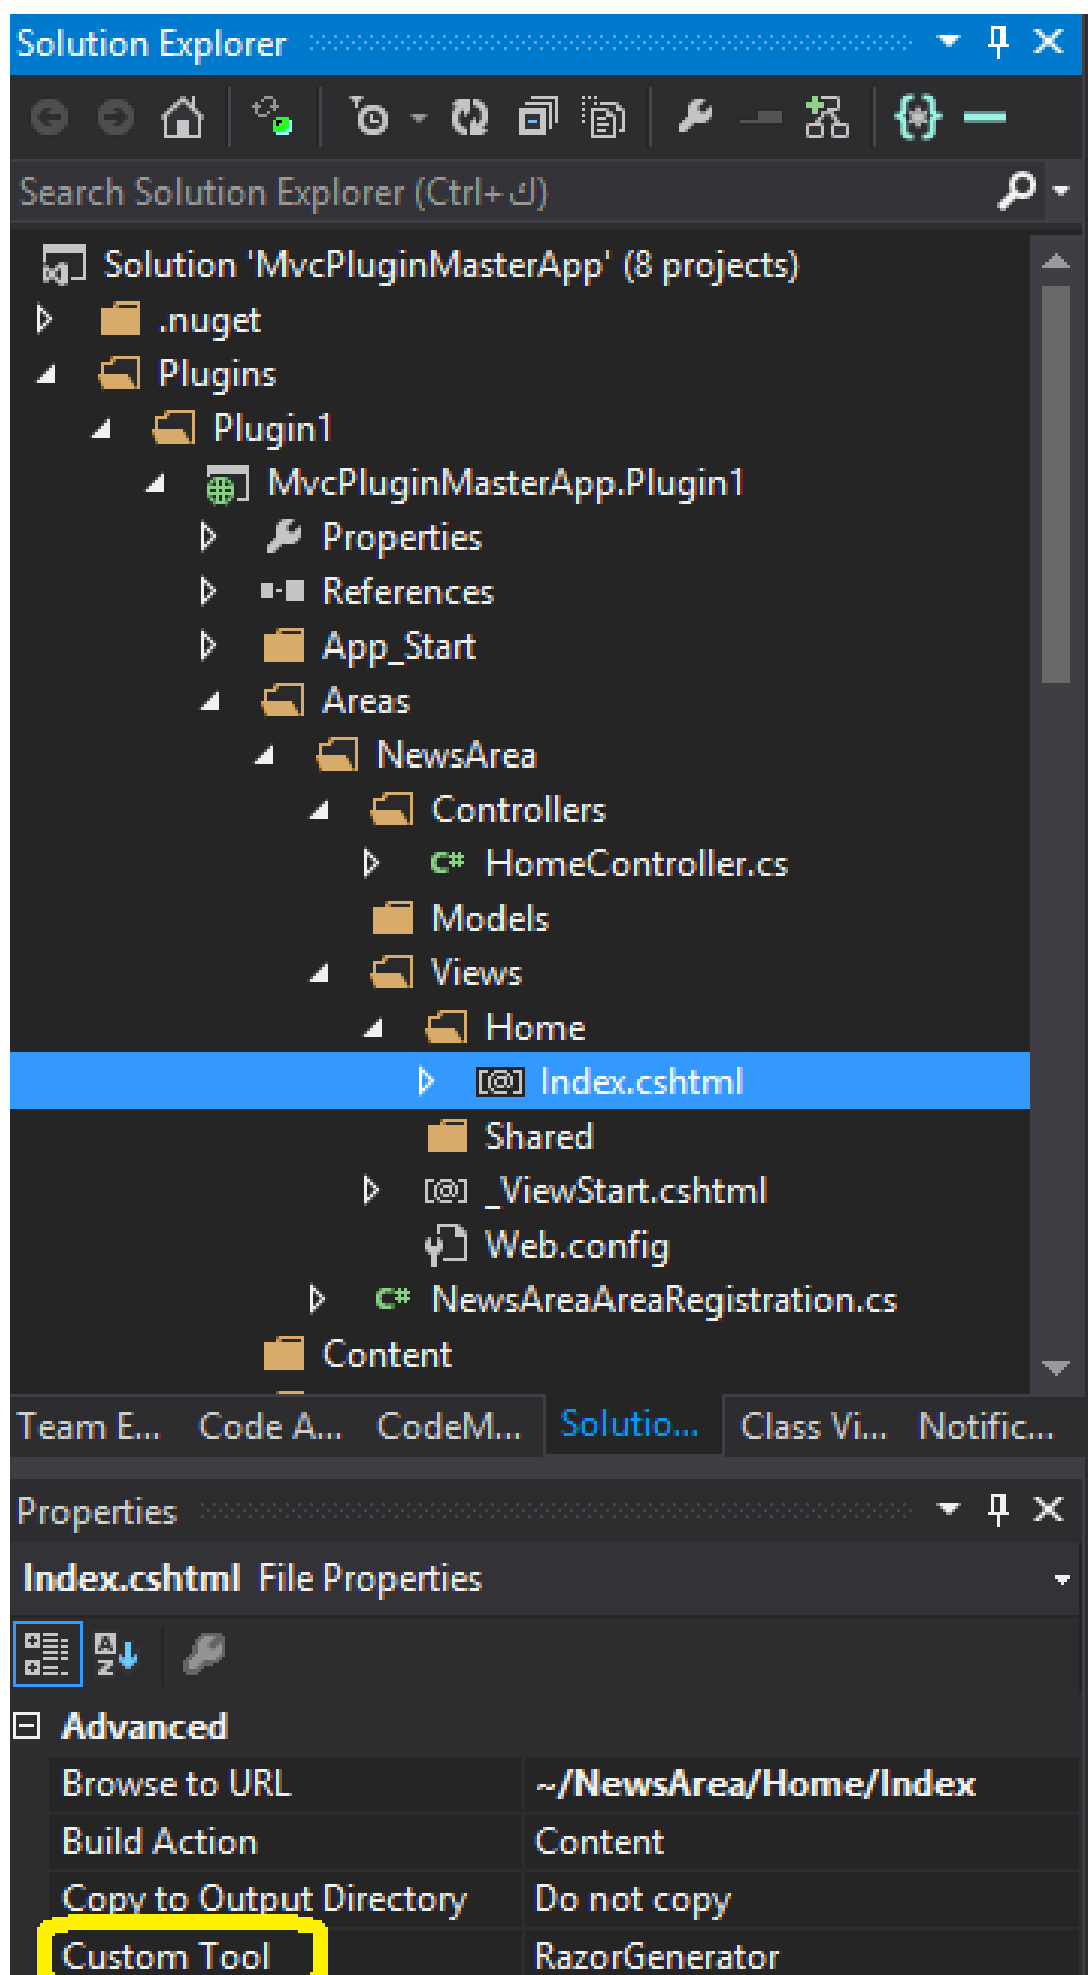 Solution Explorer
Search Solution Explorer (Ctrl+ك)
Solution 'MvcPluginMasterApp' (8 projects)
.nuget
Plugins
Plugin1
MvcPluginMasterApp.Plugin1
Properties
References
App_Start
Areas
NewsArea
Controllers
C# HomeController.cs
Models
Views
Home
[@] Index.cshtml
Shared
[@] _ViewStart.cshtml
Web.config
C# NewsAreaAreaRegistration.cs
Content
Team E... Code A... CodeM... Solutio... Class Vi... Notific...
Properties
Index.cshtml File Properties
Advanced
Browse to URL ~/NewsArea/Home/Index
Build Action Content
Copy to Output Directory Do not copy
Custom Tool RazorGenerator